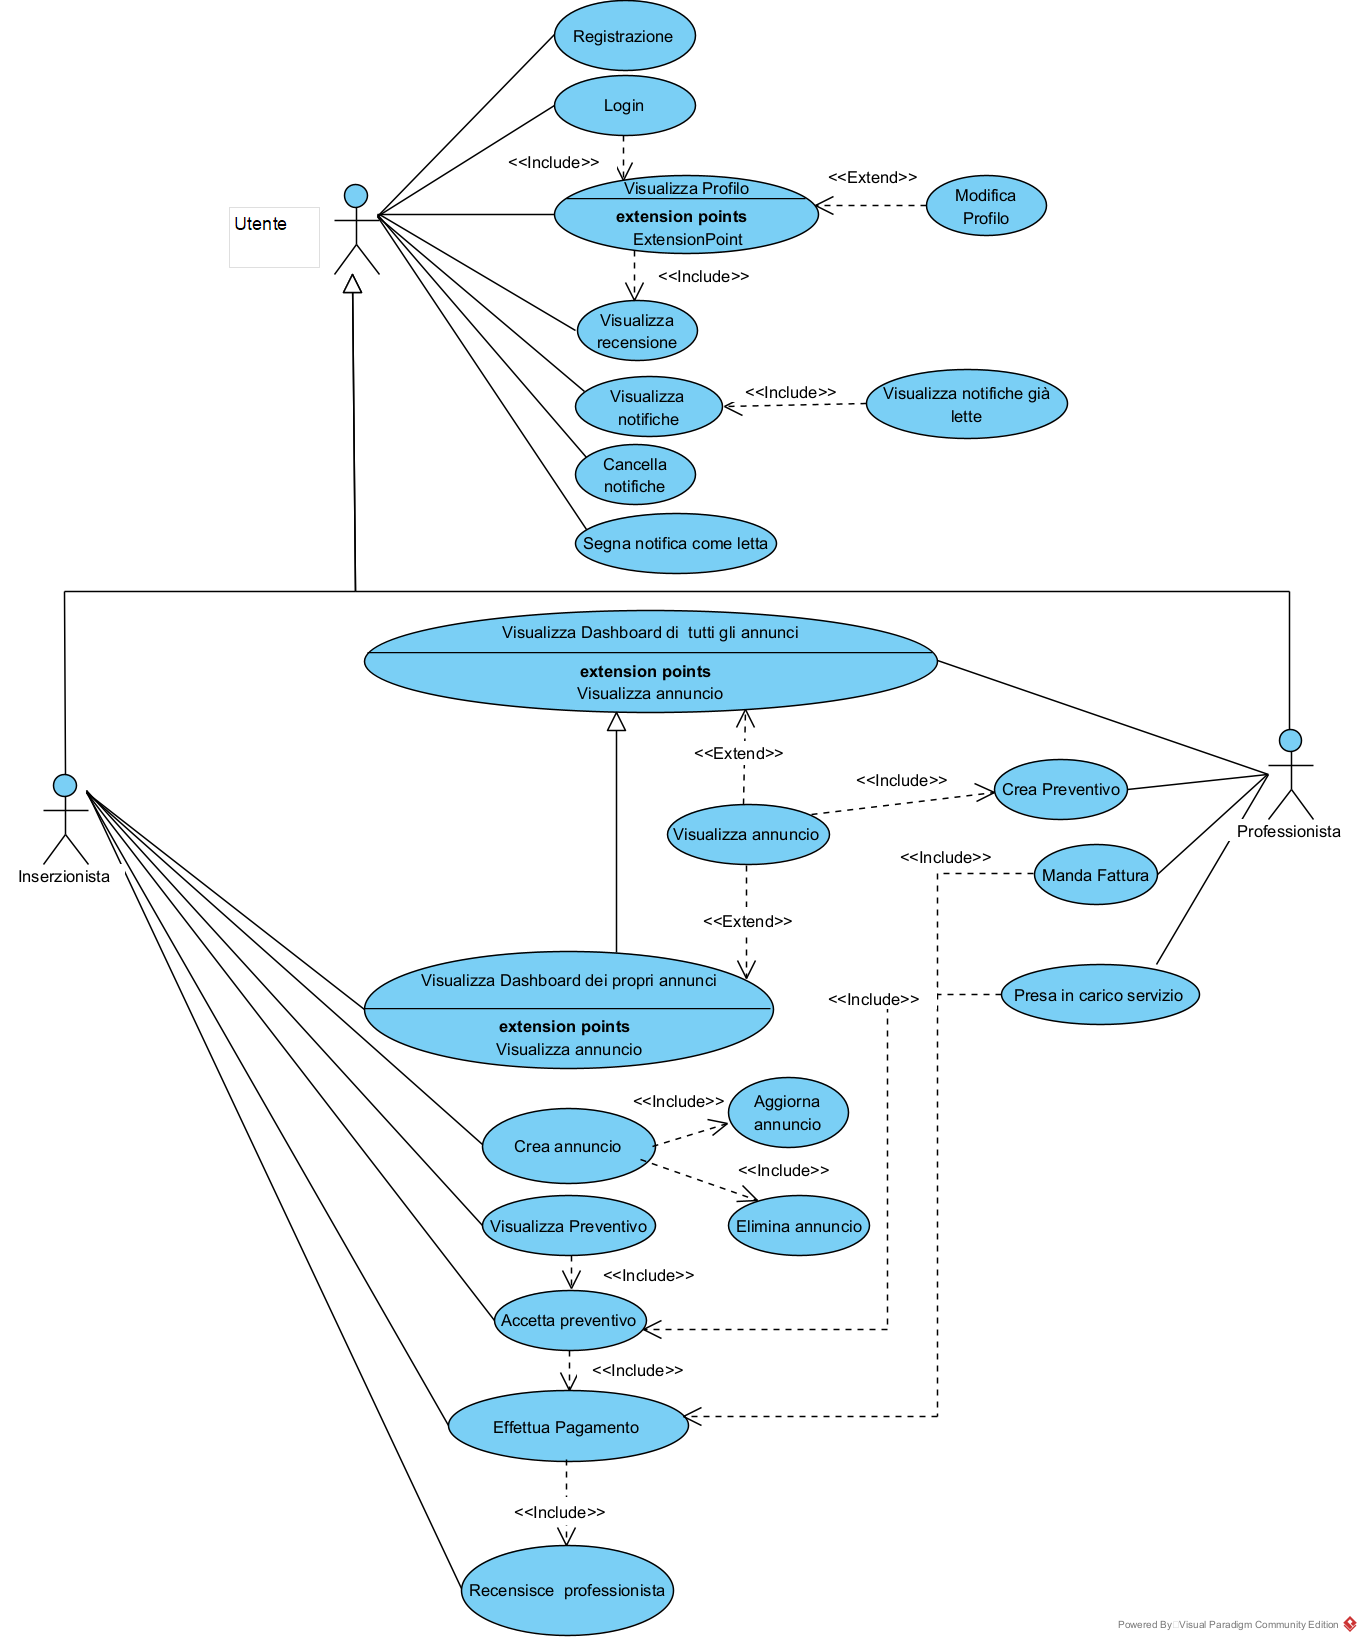 Registrazione
Login
<<Include>>
Visualizza Profilo
extension points
ExtensionPoint
<<Extend>>
Modifica
Profilo
Utente
<<Include>>
Visualizza
recensione
Visualizza
notifiche
<<Include>>
Visualizza notifiche già
lette
Cancella
notifiche
Segna notifica come letta
Visualizza Dashboard di  tutti gli annunci
extension points
Visualizza annuncio
<<Extend>>
<<Include>>
Crea Preventivo
Visualizza annuncio
Professionista
Inserzionista
<<Include>>
Manda Fattura
<<Extend>>
Visualizza Dashboard dei propri annunci
extension points
Visualizza annuncio
<<Include>>
Presa in carico servizio
<<Include>>
Aggiorna
annuncio
Crea annuncio
<<Include>>
Elimina annuncio
Visualizza Preventivo
<<Include>>
Accetta preventivo
<<Include>>
Effettua Pagamento
<<Include>>
Recensisce  professionista
Powered By Visual Paradigm Community Edition